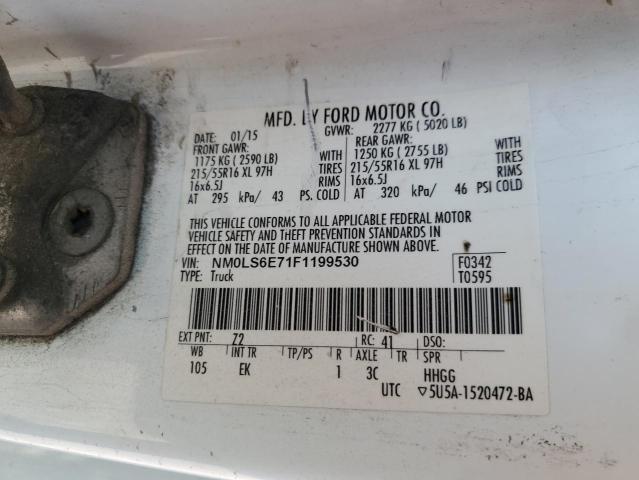 MFD. BY FORD MOTOR CO.
DATE: 01/15 GVWR: 2277 KG ( 5020 LB)
FRONT GAWR: REAR GAWR:
1175 KG ( 2590 LB) WITH 1250 KG ( 2755 LB) WITH
215/55R16 XL 97H TIRES 215/55R16 XL 97H TIRES
16x6.5J RIMS 16x6.5J RIMS
AT 295 kPa/ 43 PS. COLD AT 320 kPa/ 46 PSI COLD
THIS VEHICLE CONFORMS TO ALL APPLICABLE FEDERAL MOTOR
VEHICLE SAFETY AND THEFT PREVENTION STANDARDS IN
EFFECT ON THE DATE OF MANUFACTURE SHOWN ABOVE.
VIN: NM0LS6E71F1199530 F0342
TYPE: Truck T0595
EXT PNT: Z2 RC: 41 DSO:
WB INT TR TP/PS R AXLE TR SPR
105 EK 1 3C HHGG
UTC ▽5U5A-1520472-BA